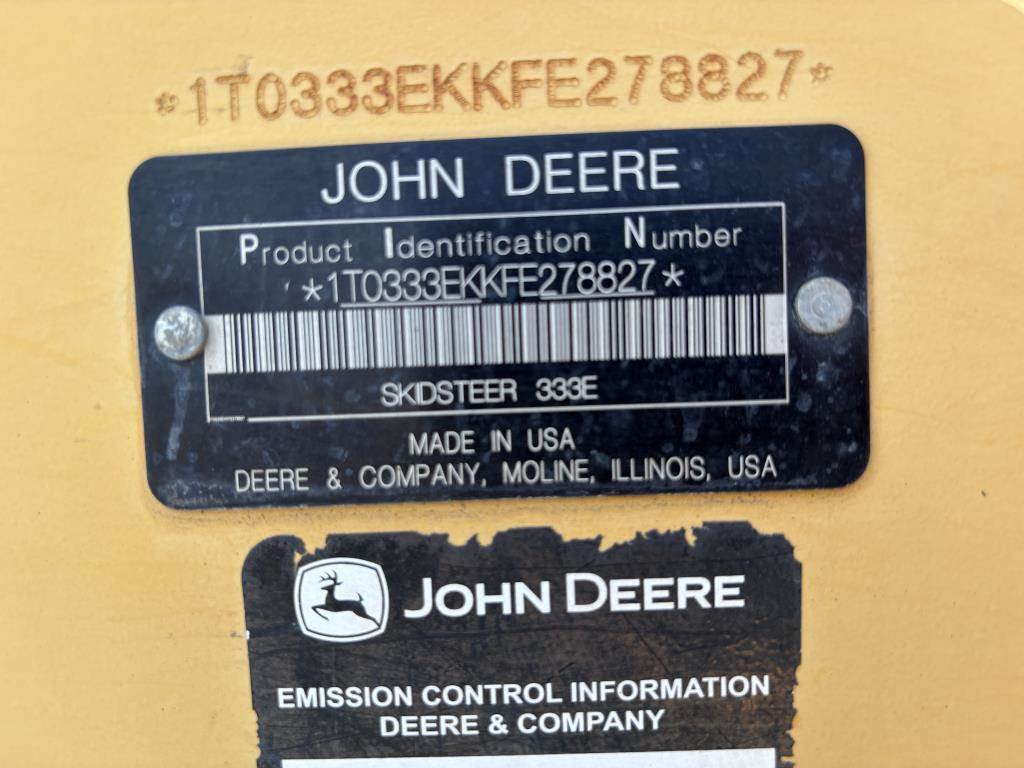 *1T0333EKKFE278827*
JOHN DEERE
Product Identification Number
*1T0333EKKFE278827*
SKIDSTEER 333E
MADE IN USA
DEERE & COMPANY, MOLINE, ILLINOIS, USA
JOHN DEERE
EMISSION CONTROL INFORMATION
DEERE & COMPANY